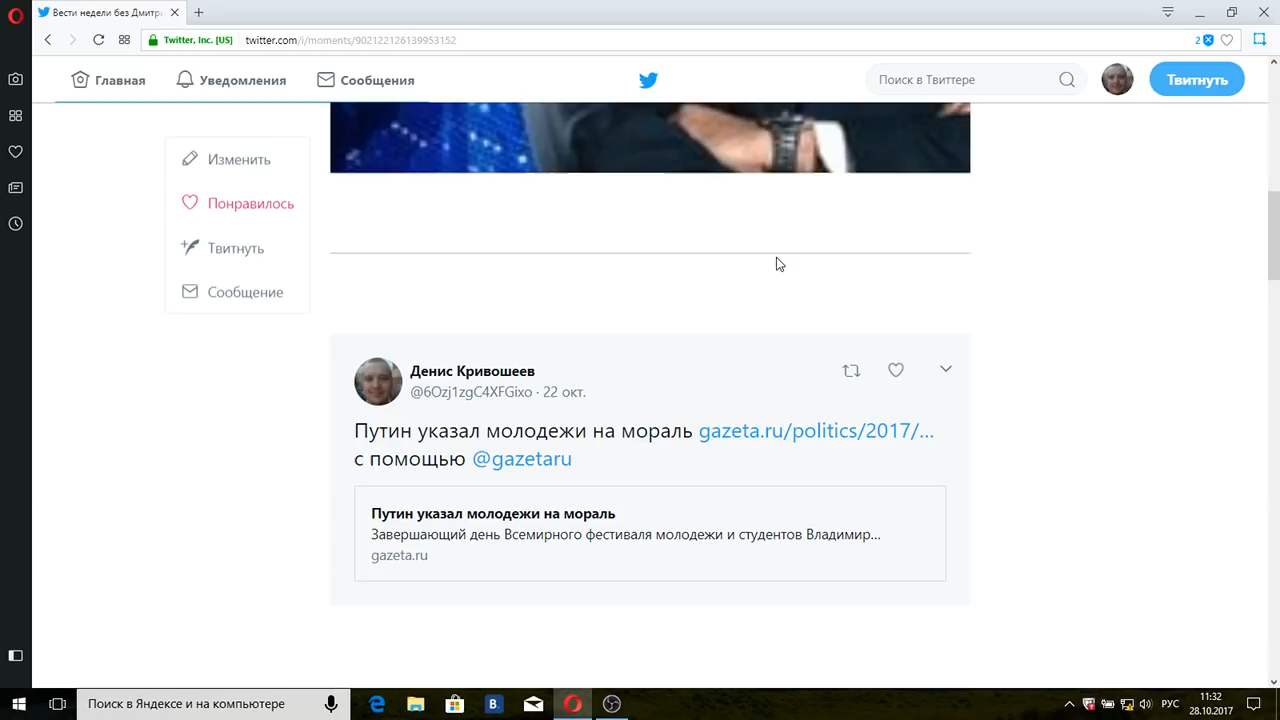 Вести недели без Дмитри
Twitter, Inc. [US]
twitter.com/i/moments/902122126139953152
2
Главная
Уведомления
Сообщения
Поиск в Твиттере
Твитнуть
Изменить
Понравилось
Твитнуть
Сообщение
Денис Кривошеев
@6Ozj1zgC4XFGixo · 22 окт.
Путин указал молодежи на мораль gazeta.ru/politics/2017/...
с помощью @gazetaru
Путин указал молодежи на мораль
Завершающий день Всемирного фестиваля молодежи и студентов Владимир...
gazeta.ru
Поиск в Яндексе и на компьютере
B.
РУС
11:32
28.10.2017